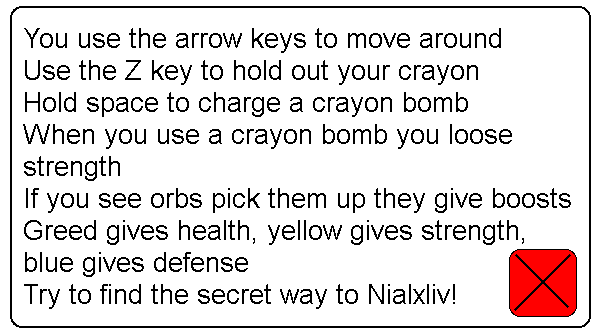 You use the arrow keys to move around
Use the Z key to hold out your crayon
Hold space to charge a crayon bomb
When you use a crayon bomb you loose
strength
If you see orbs pick them up they give boosts
Greed gives health, yellow gives strength,
blue gives defense
Try to find the secret way to Nialxliv!